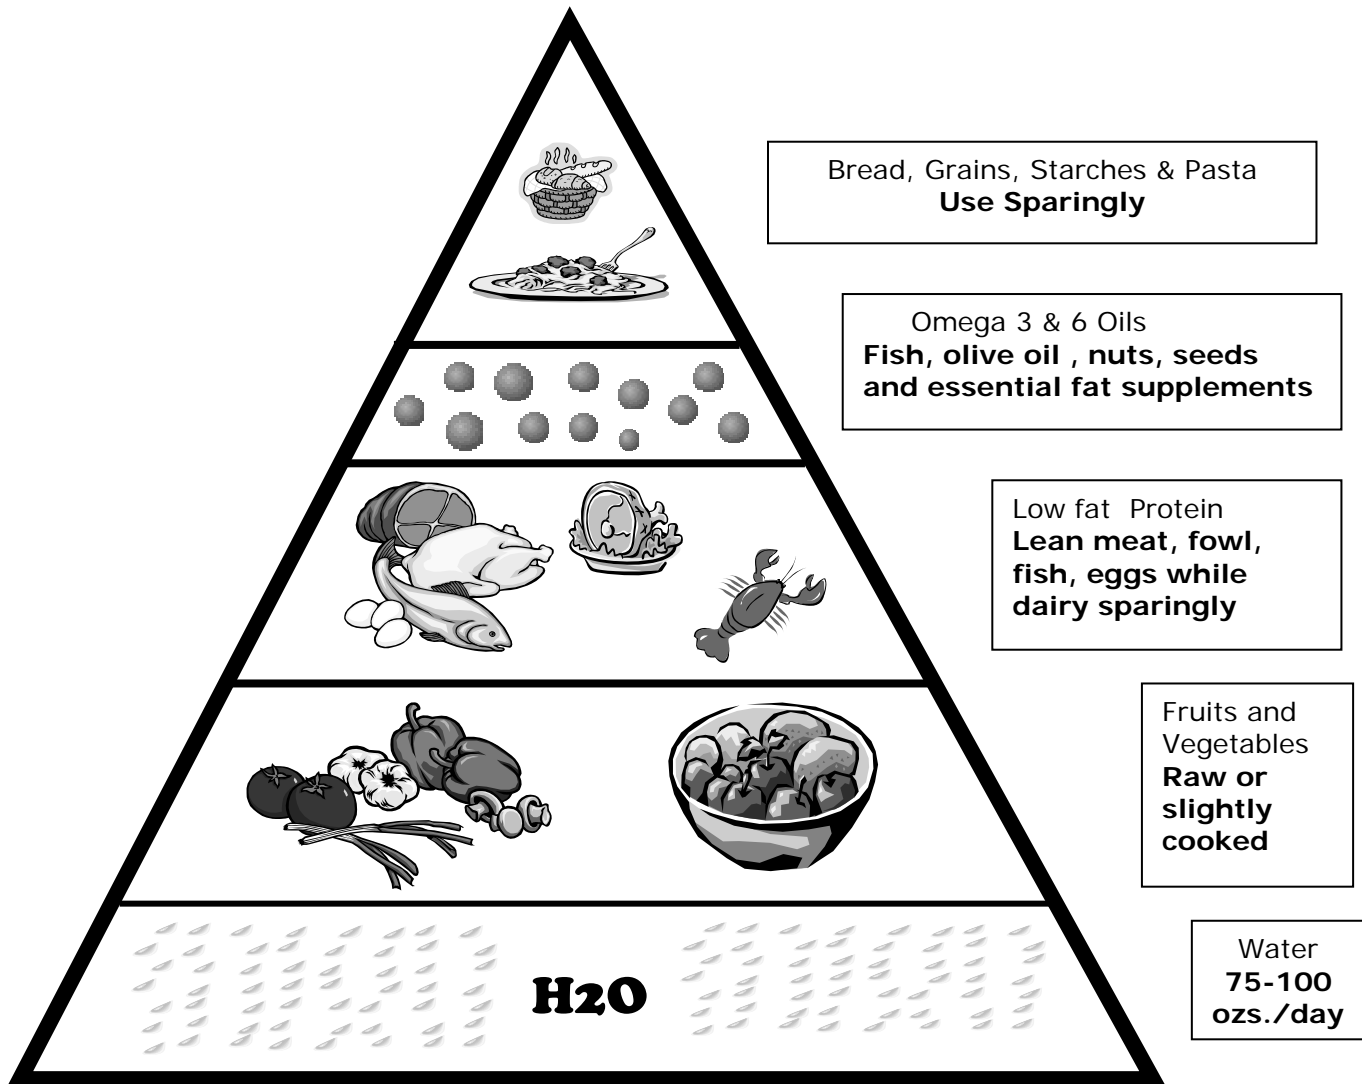 Bread, Grains, Starches & Pasta
Use Sparingly
Omega 3 & 6 Oils
Fish, olive oil , nuts, seeds
and essential fat supplements
Low fat  Protein
Lean meat, fowl,
fish, eggs while
dairy sparingly
Fruits and
Vegetables
Raw or
slightly
cooked
H2O
Water
75-100
ozs./day